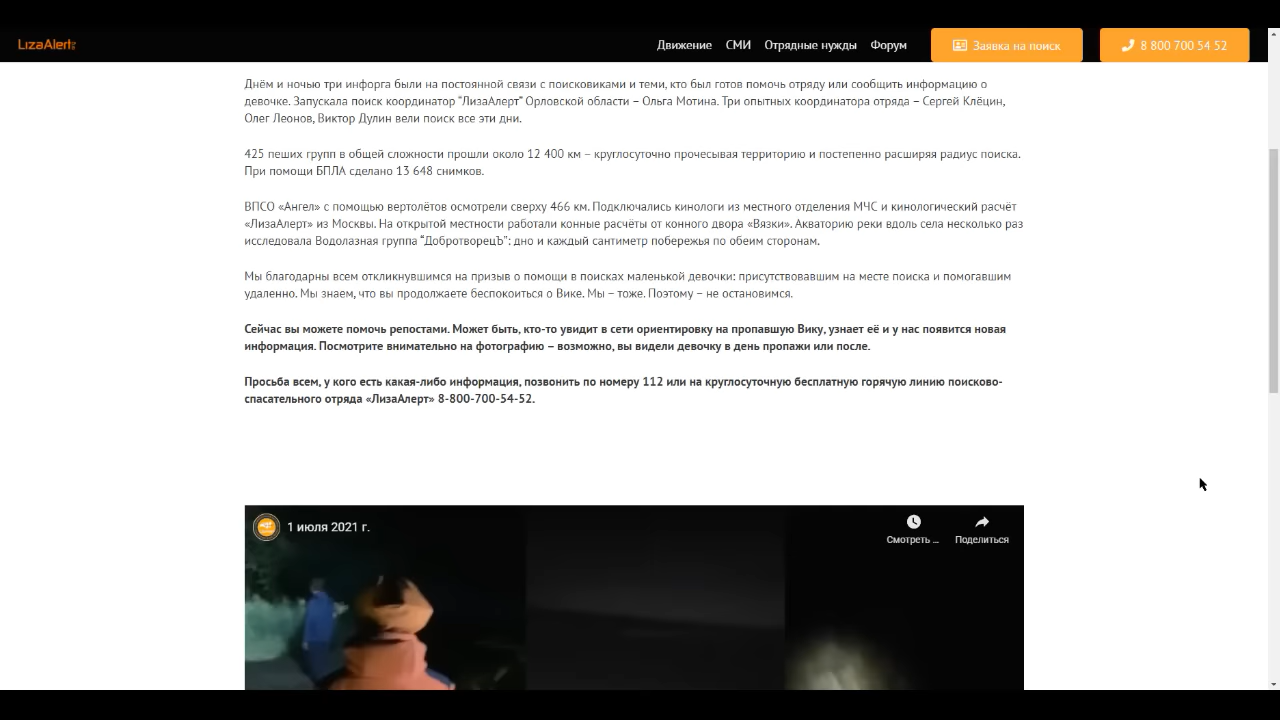 LizaAlert
Движение СМИ Отрядные нужды Форум Заявка на поиск 8 800 700 54 52
Днём и ночью три инфорга были на постоянной связи с поисковиками и теми, кто был готов помочь отряду или сообщить информацию о
девочке. Запускала поиск координатор “ЛизаАлерт” Орловской области – Ольга Мотина. Три опытных координатора отряда – Сергей Клёцин,
Олег Леонов, Виктор Дулин вели поиск все эти дни.
425 пеших групп в общей сложности прошли около 12 400 км – круглосуточно прочесывая территорию и постепенно расширяя радиус поиска.
При помощи БПЛА сделано 13 648 снимков.
ВПСО «Ангел» с помощью вертолётов осмотрели сверху 466 км. Подключались кинологи из местного отделения МЧС и кинологический расчёт
«ЛизаАлерт» из Москвы. На открытой местности работали конные расчёты от конного двора «Вязки». Акваторию реки вдоль села несколько раз
исследовала Водолазная группа “ДобротворецЪ”: дно и каждый сантиметр побережья по обеим сторонам.
Мы благодарны всем откликнувшимся на призыв о помощи в поисках маленькой девочки: присутствовавшим на месте поиска и помогавшим
удаленно. Мы знаем, что вы продолжаете беспокоиться о Вике. Мы – тоже. Поэтому – не остановимся.
Сейчас вы можете помочь репостами. Может быть, кто-то увидит в сети ориентировку на пропавшую Вику, узнает её и у нас появится новая
информация. Посмотрите внимательно на фотографию – возможно, вы видели девочку в день пропажи или после.
Просьба всем, у кого есть какая-либо информация, позвонить по номеру 112 или на круглосуточную бесплатную горячую линию поисково-
спасательного отряда «ЛизаАлерт» 8-800-700-54-52.
1 июля 2021 г.
Смотреть ... Поделиться